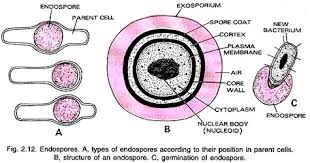 ENDOSPORE
PARENT CELL
A
EXOSPORIUM
SPORE COAT
CORTEX
PLASMA
MEMBRANE
AIR
CORE
WALL
CYTOPLASM
NUCLEAR BODY
(NUCLEOID)
B
NEW
BACTERIUM
C
ENDOSPORE
Fig. 2.12. Endospores. A, types of endospores according to their position in parent cells.
B, structure of an endospore. C, germination of endospore.